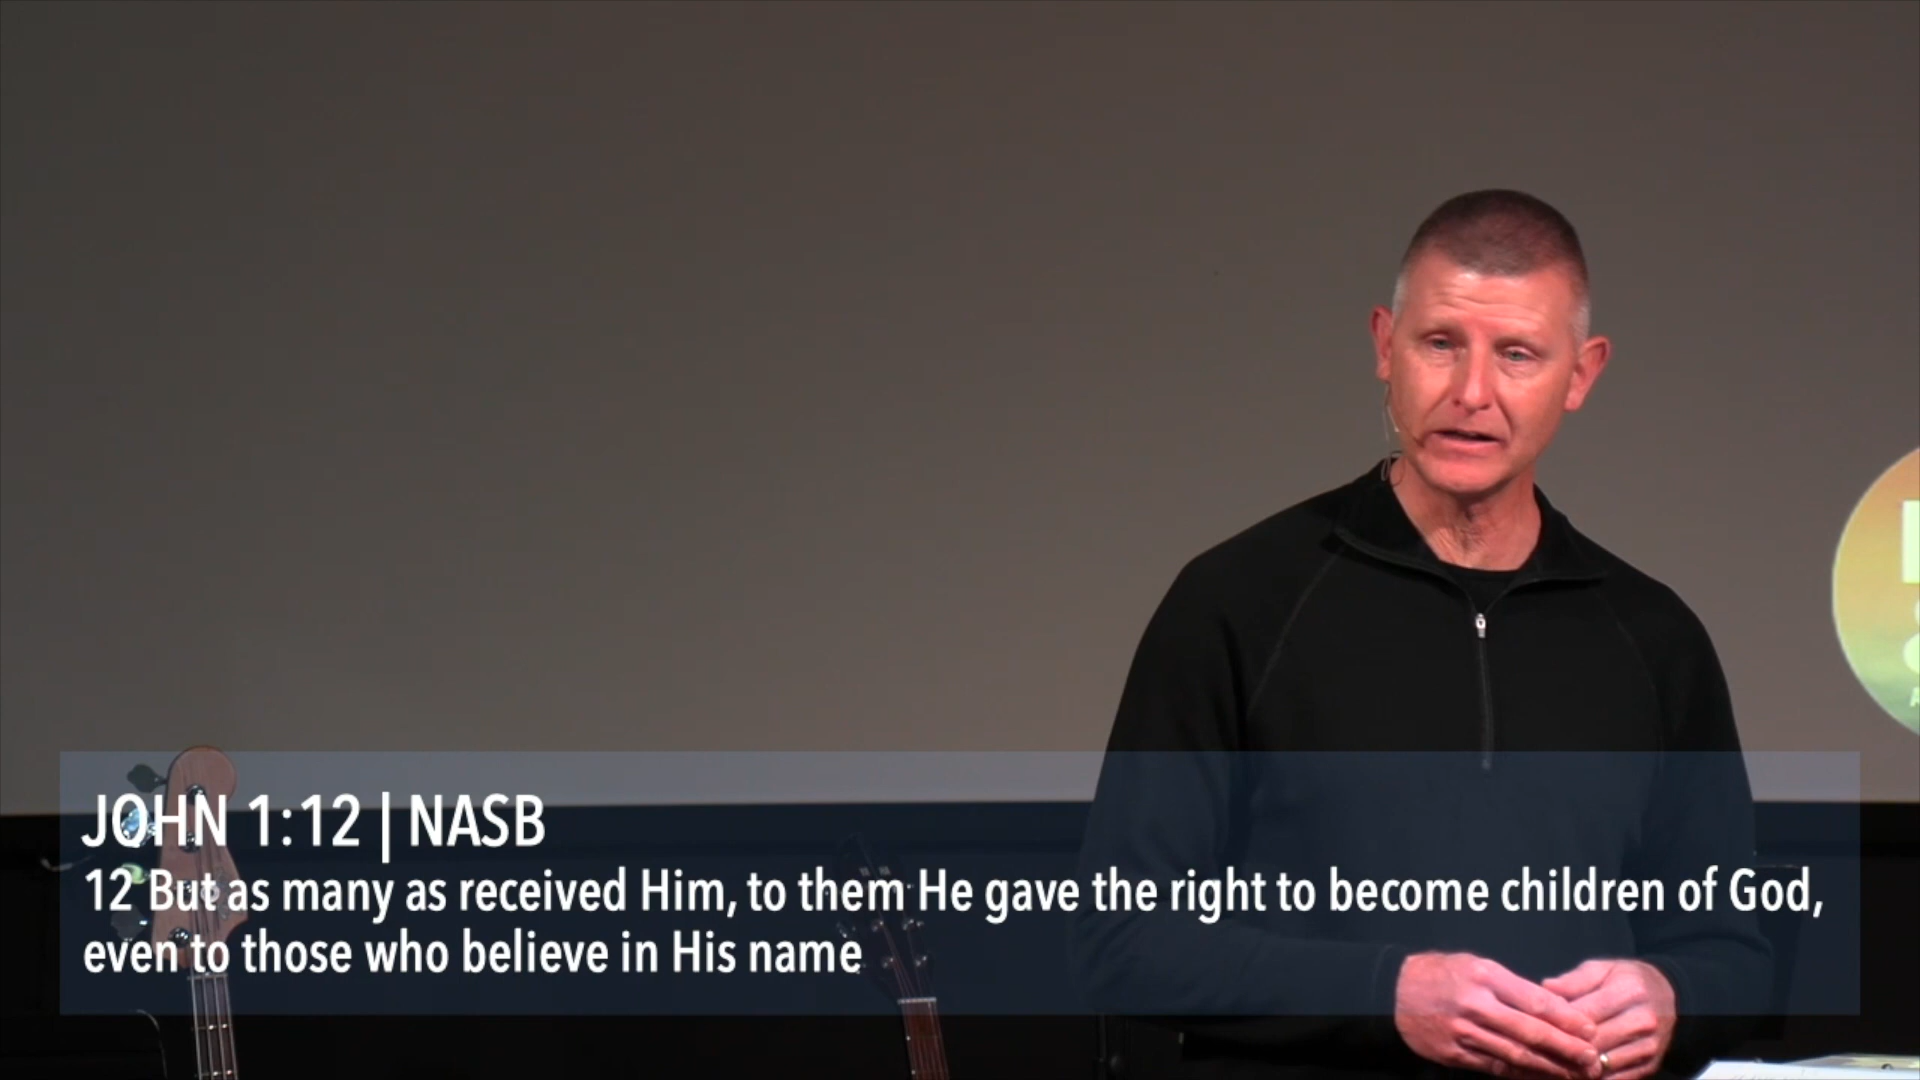 JOHN 1:12 | NASB
12 But as many as received Him, to them He gave the right to become children of God,
even to those who believe in His name